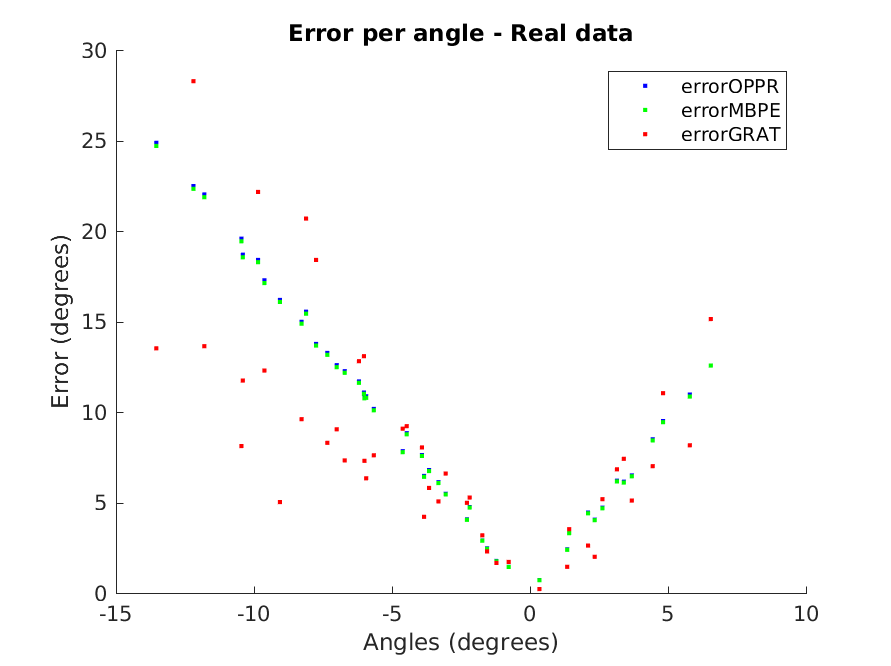 Error per angle - Real data
30
25
20
15
10
5
0
Error (degrees)
errorOPPR
errorMBPE
errorGRAT
-15 -10 -5 0 5 10
Angles (degrees)